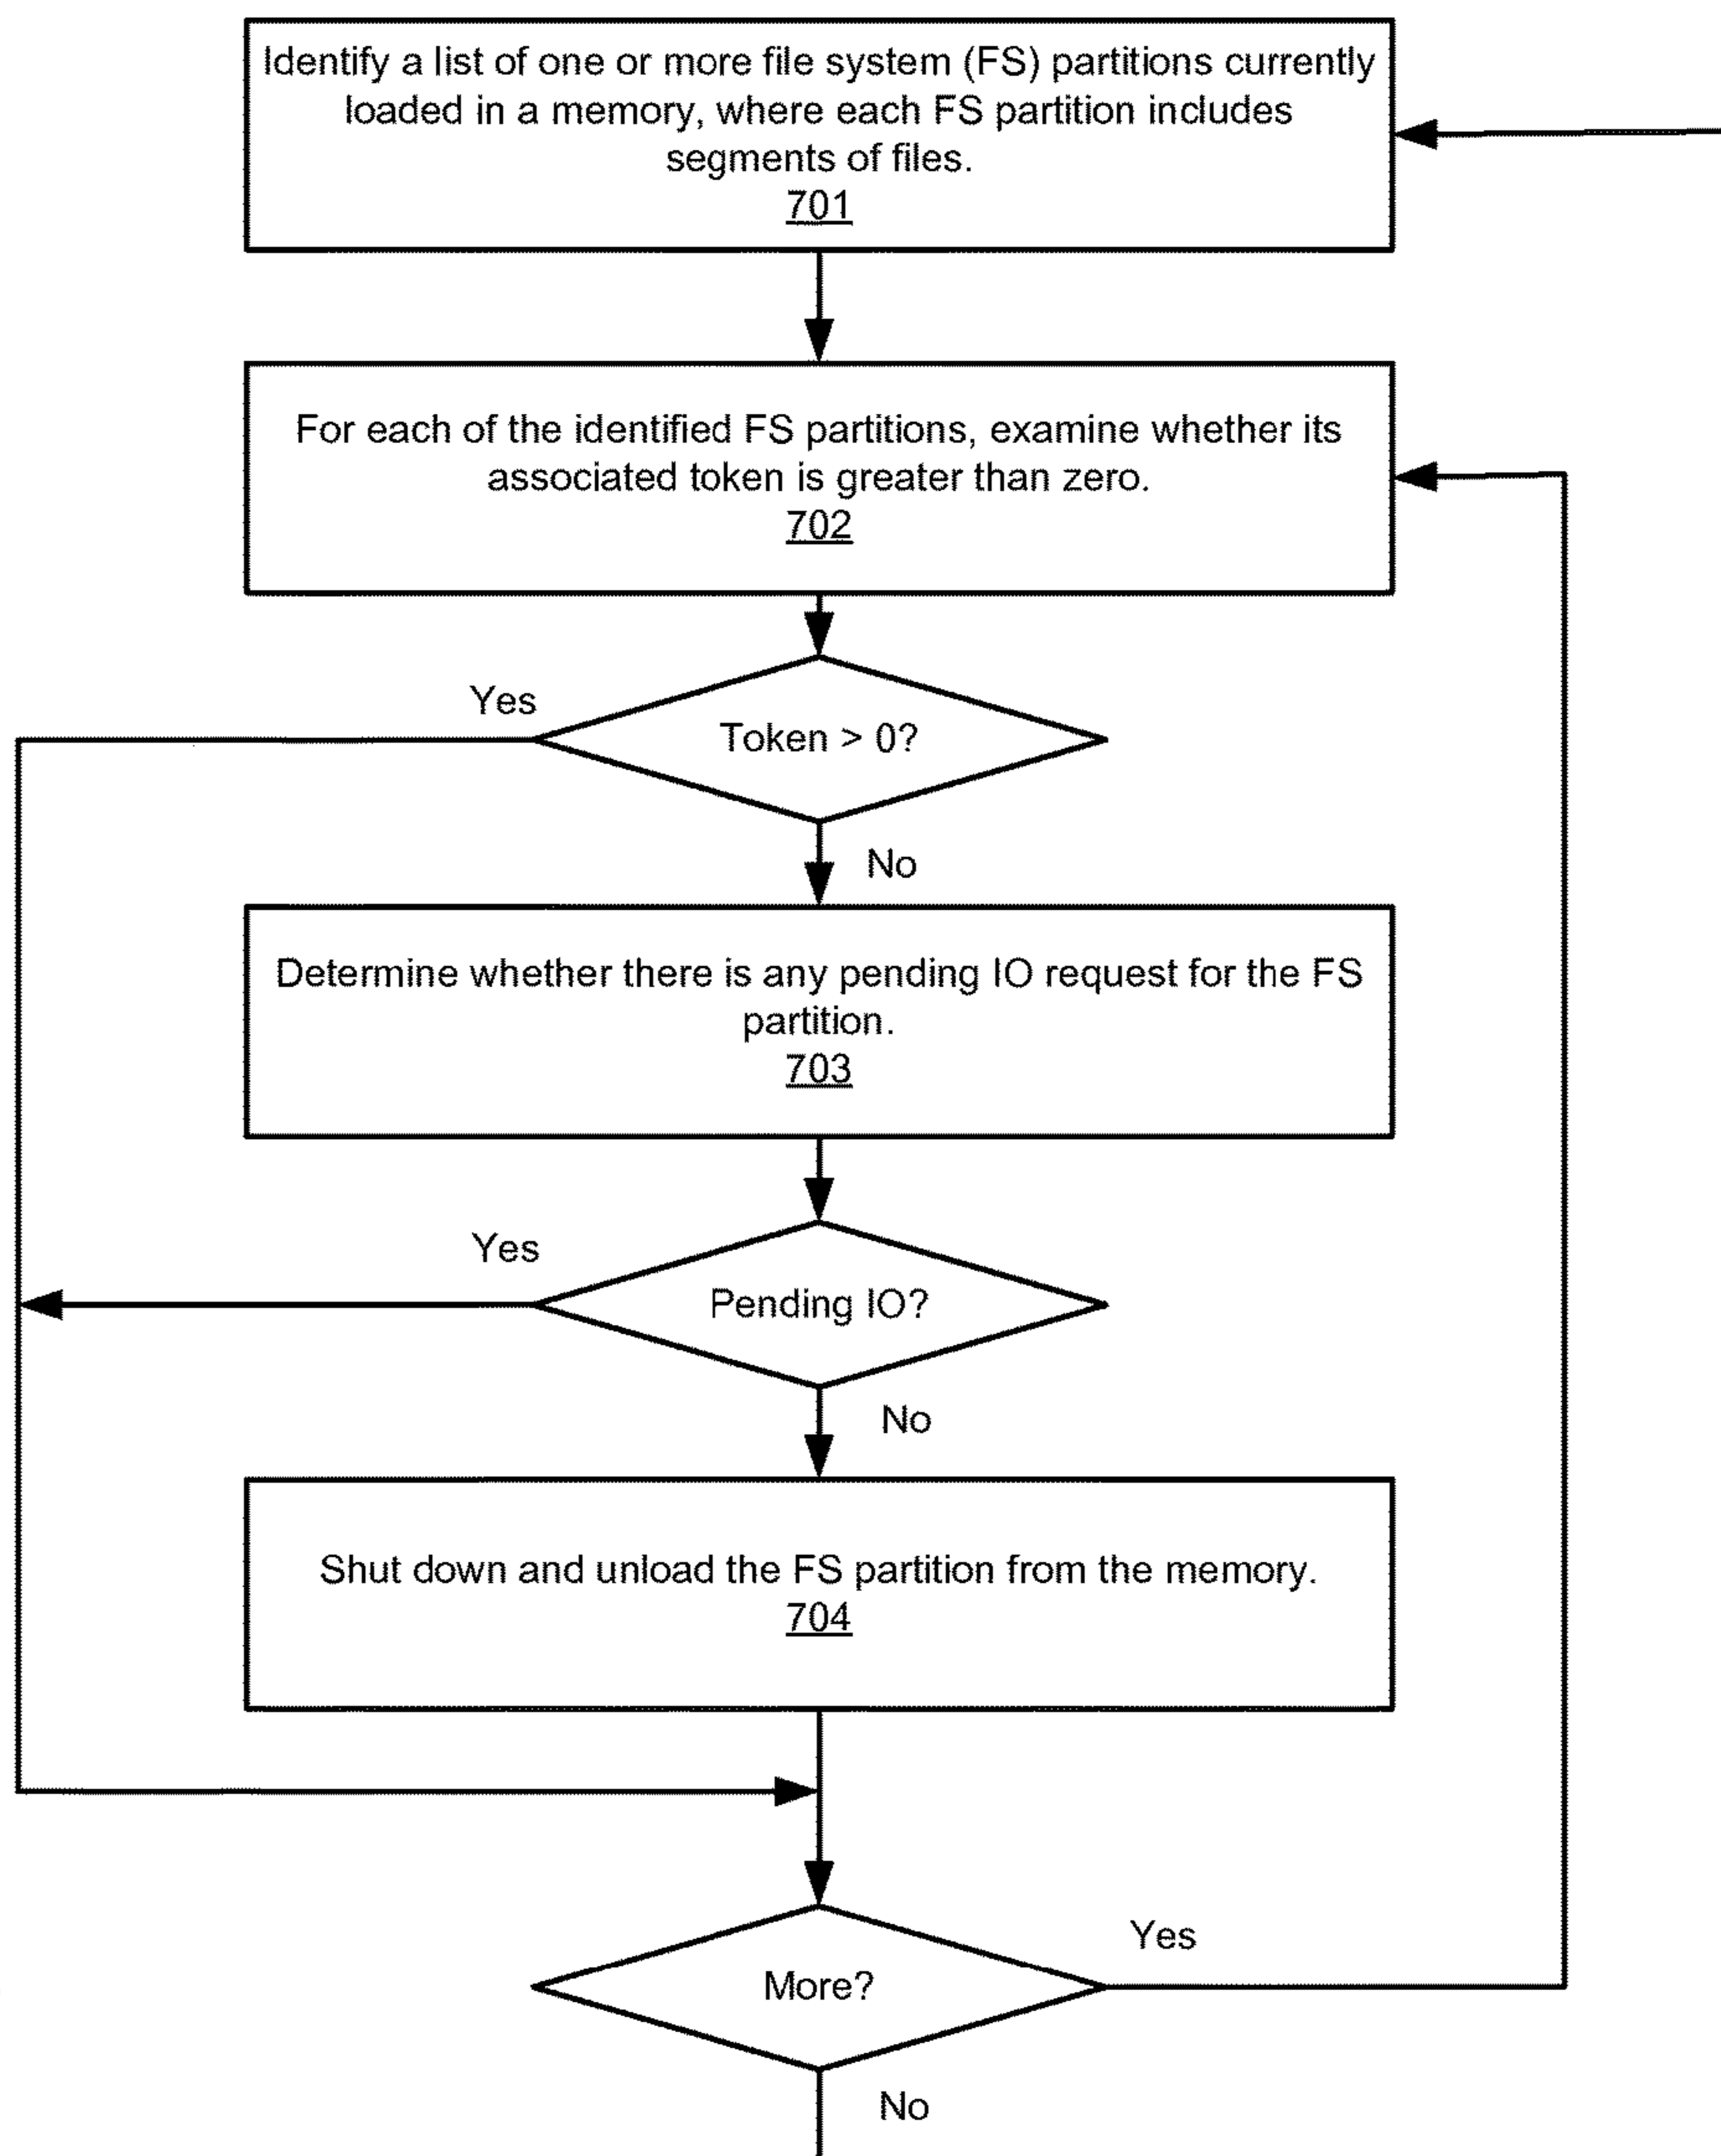 Identify a list of one or more file system (FS) partitions currently
loaded in a memory, where each FS partition includes
segments of files.
701
For each of the identified FS partitions, examine whether its
associated token is greater than zero.
702
Yes
Token > 0?
No
Determine whether there is any pending IO request for the FS
partition.
703
Yes
Pending IO?
No
Shut down and unload the FS partition from the memory.
704
Yes
More?
No